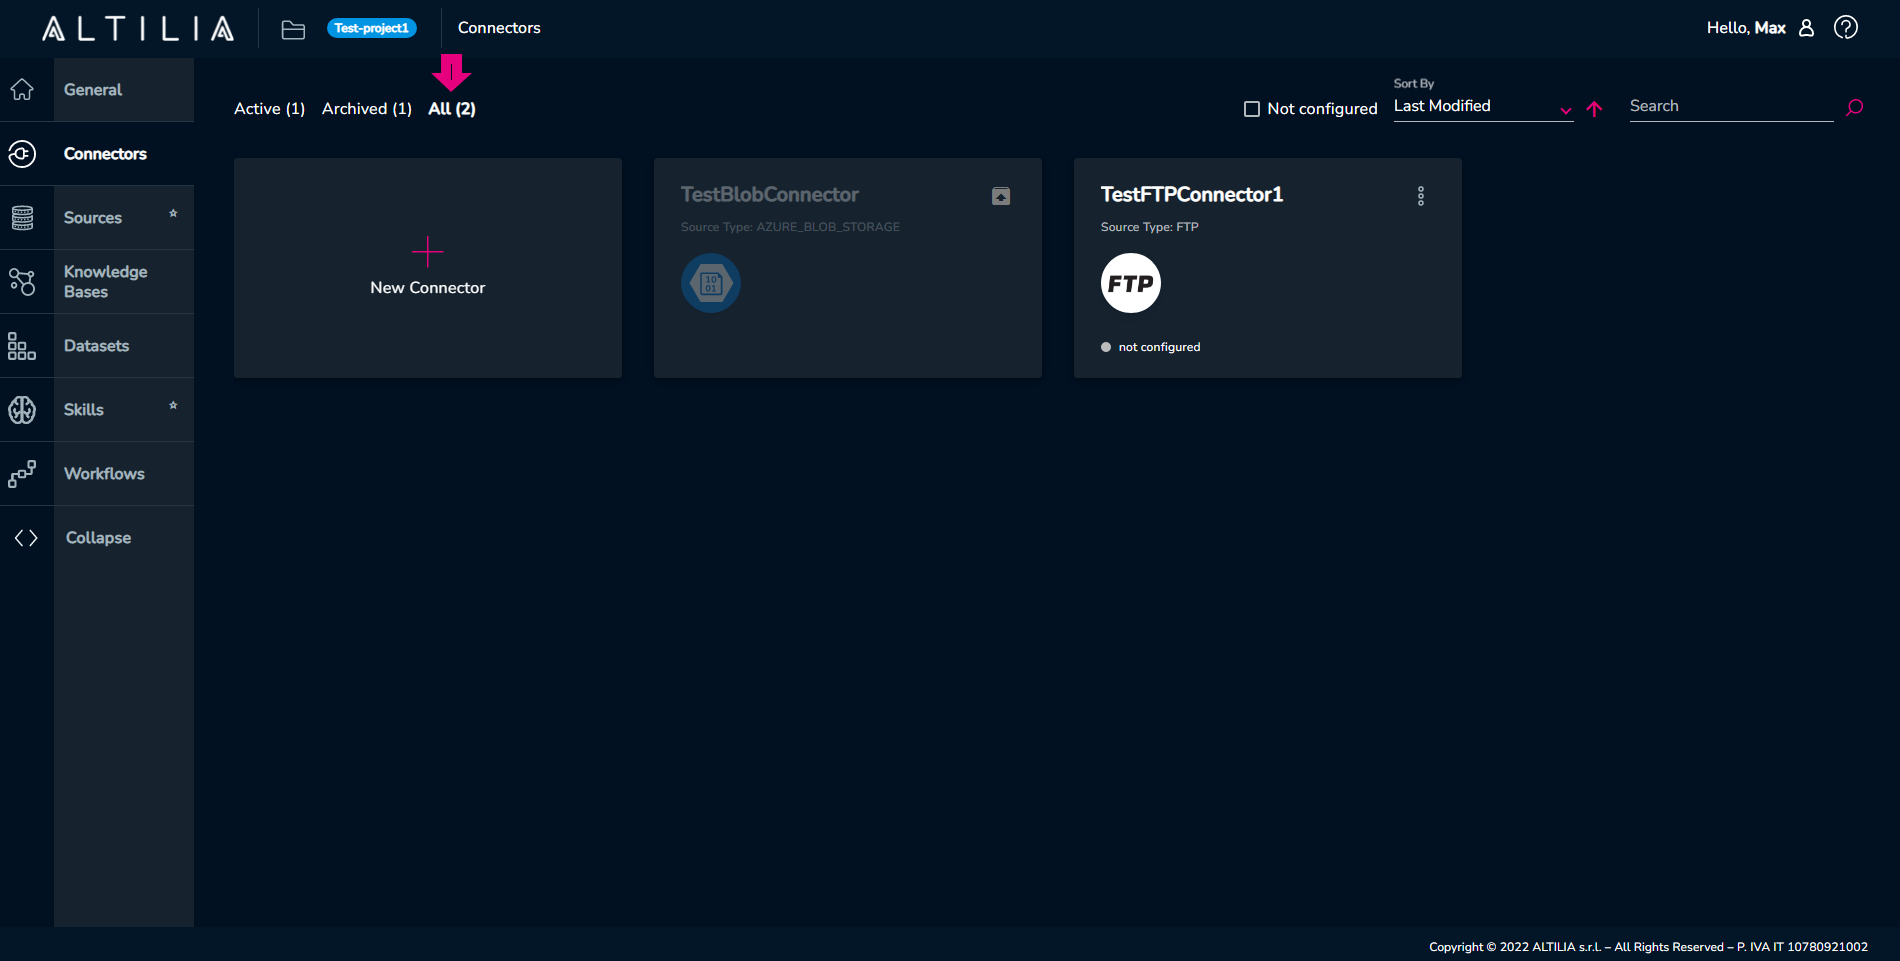 ALTILIA
Test-project1
Connectors
Hello, Max
General
Connectors
Sources
Knowledge
Bases
Datasets
Skills
Workflows
Collapse
Active (1) Archived (1) All (2)
Not configured
Sort By
Last Modified
Search
New Connector
TestBlobConnector
Source Type: AZURE_BLOB_STORAGE
10
01
TestFTPConnector1
Source Type: FTP
FTP
not configured
Copyright © 2022 ALTILIA s.r.l. – All Rights Reserved – P. IVA IT 10780921002